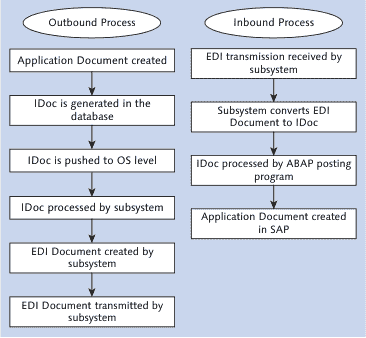 Outbound Process
Application Document created
IDoc is generated in the
database
IDoc is pushed to OS level
IDoc processed by subsystem
EDI Document created by
subsystem
EDI Document transmitted by
subsystem
Inbound Process
EDI transmission received by
subsystem
Subsystem converts EDI
Document to IDoc
IDoc processed by ABAP posting
program
Application Document created
in SAP